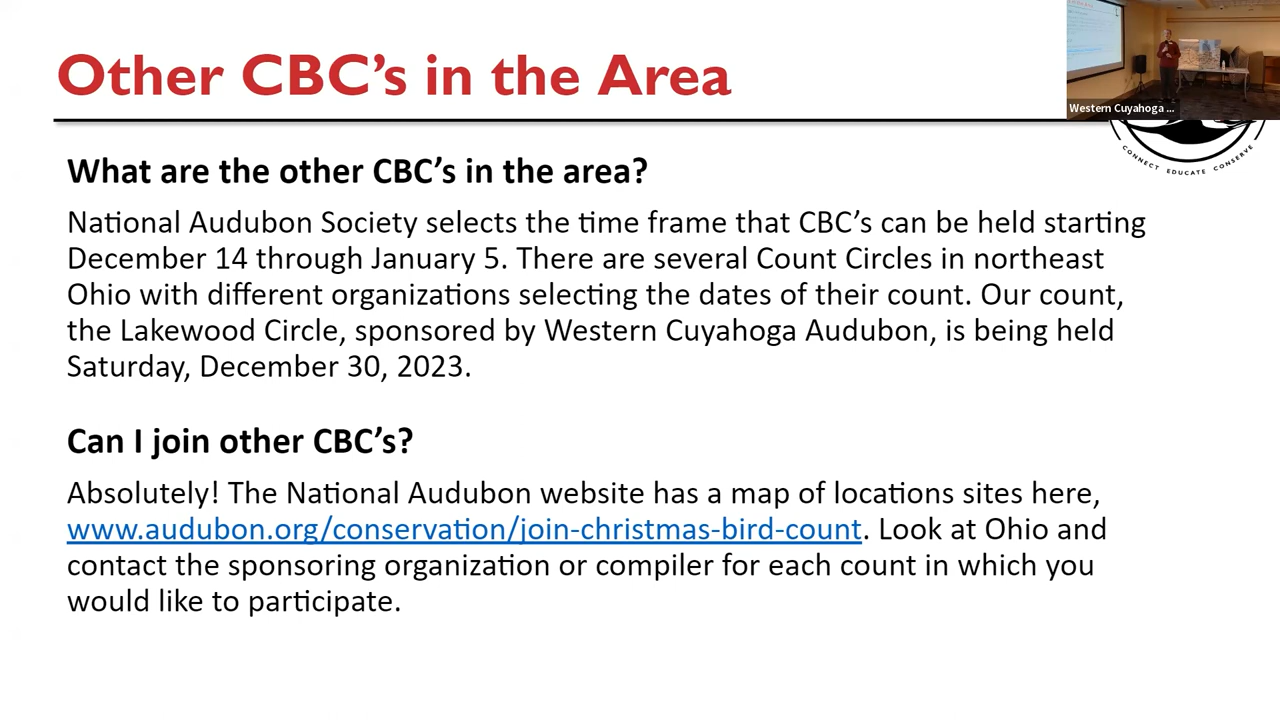 Other CBC’s in the Area
Western Cuyahoga ...
CONNECT EDUCATE CONSERVE
What are the other CBC’s in the area?
National Audubon Society selects the time frame that CBC’s can be held starting
December 14 through January 5. There are several Count Circles in northeast
Ohio with different organizations selecting the dates of their count. Our count,
the Lakewood Circle, sponsored by Western Cuyahoga Audubon, is being held
Saturday, December 30, 2023.
Can I join other CBC’s?
Absolutely! The National Audubon website has a map of locations sites here,
www.audubon.org/conservation/join-christmas-bird-count. Look at Ohio and
contact the sponsoring organization or compiler for each count in which you
would like to participate.